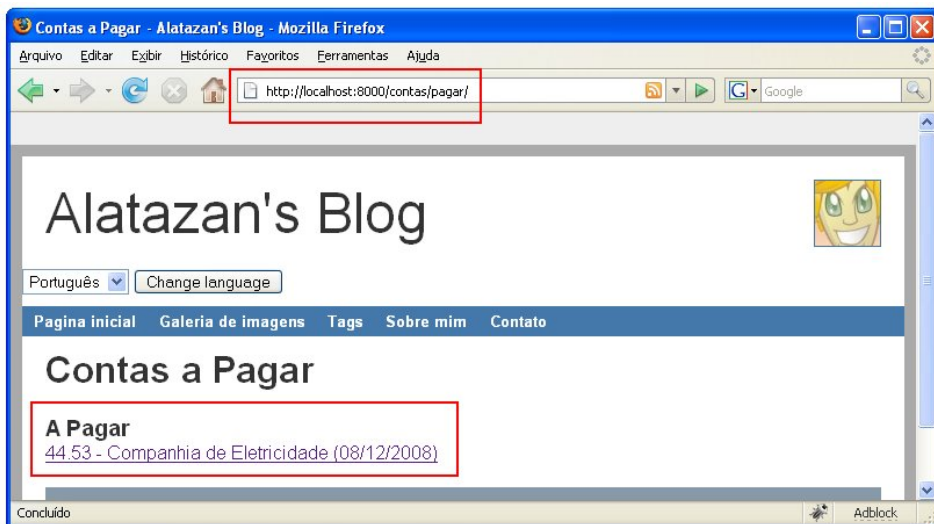 Contas a Pagar - Alatazan's Blog - Mozilla Firefox
Arquivo Editar Exibir Histórico Favoritos Ferramentas Ajuda
http://localhost:8000/contas/pagar/
G Google
Alatazan's Blog
Português Change language
Pagina inicial Galeria de imagens Tags Sobre mim Contato
Contas a Pagar
A Pagar
44.53 - Companhia de Eletricidade (08/12/2008)
Concluído Adblock